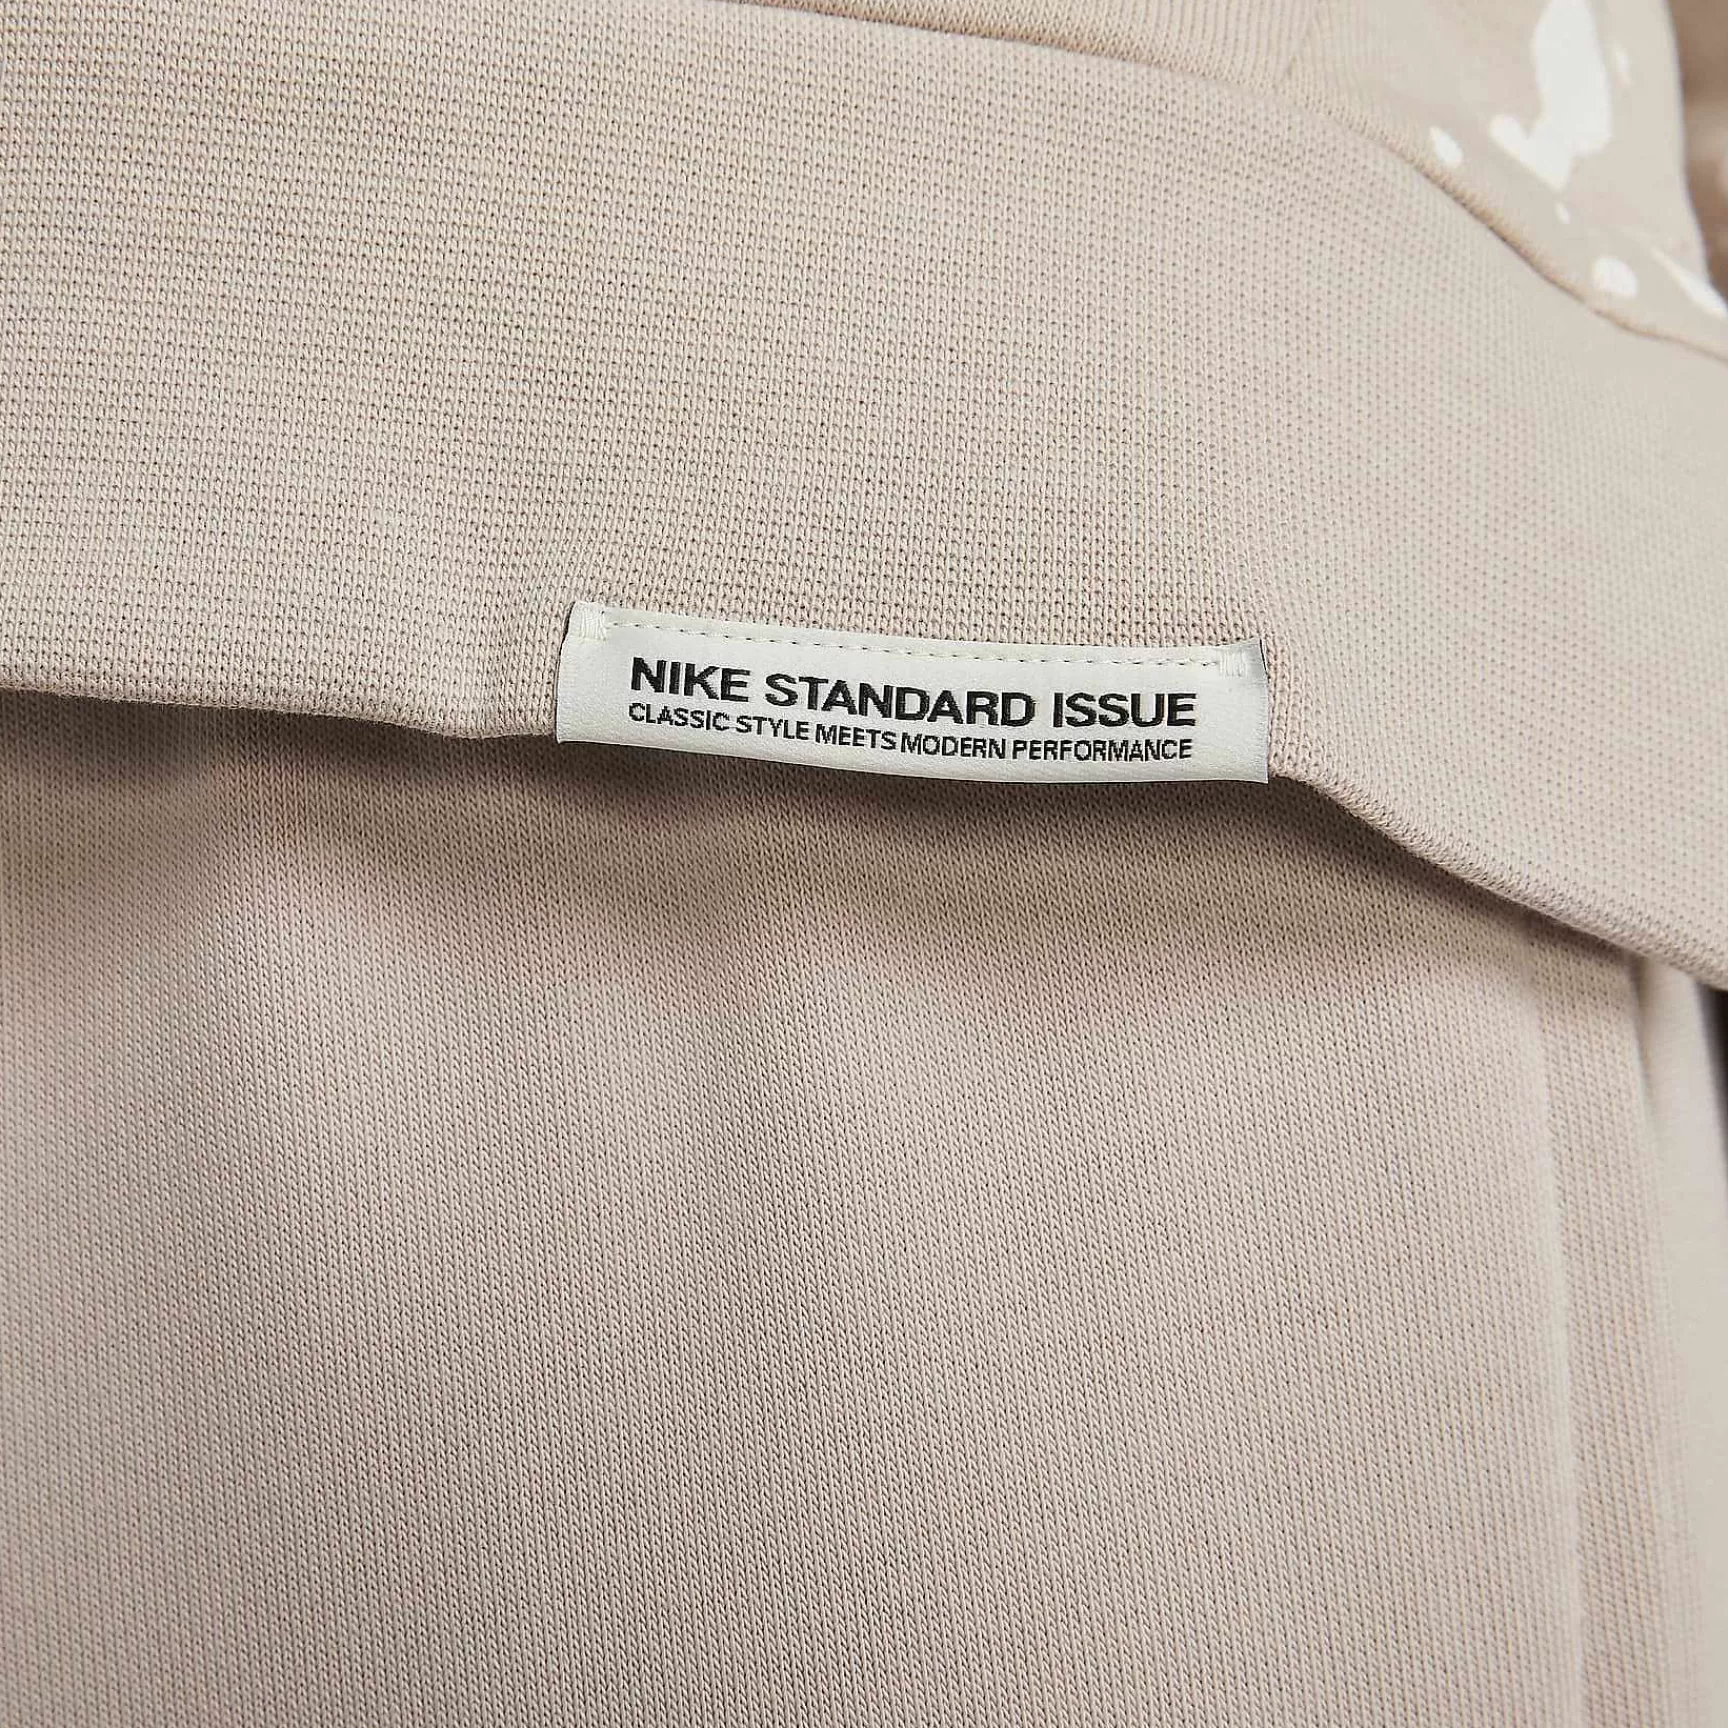 NIKE STANDARD ISSUE
CLASSIC STYLE MEETS MODERN PERFORMANCE